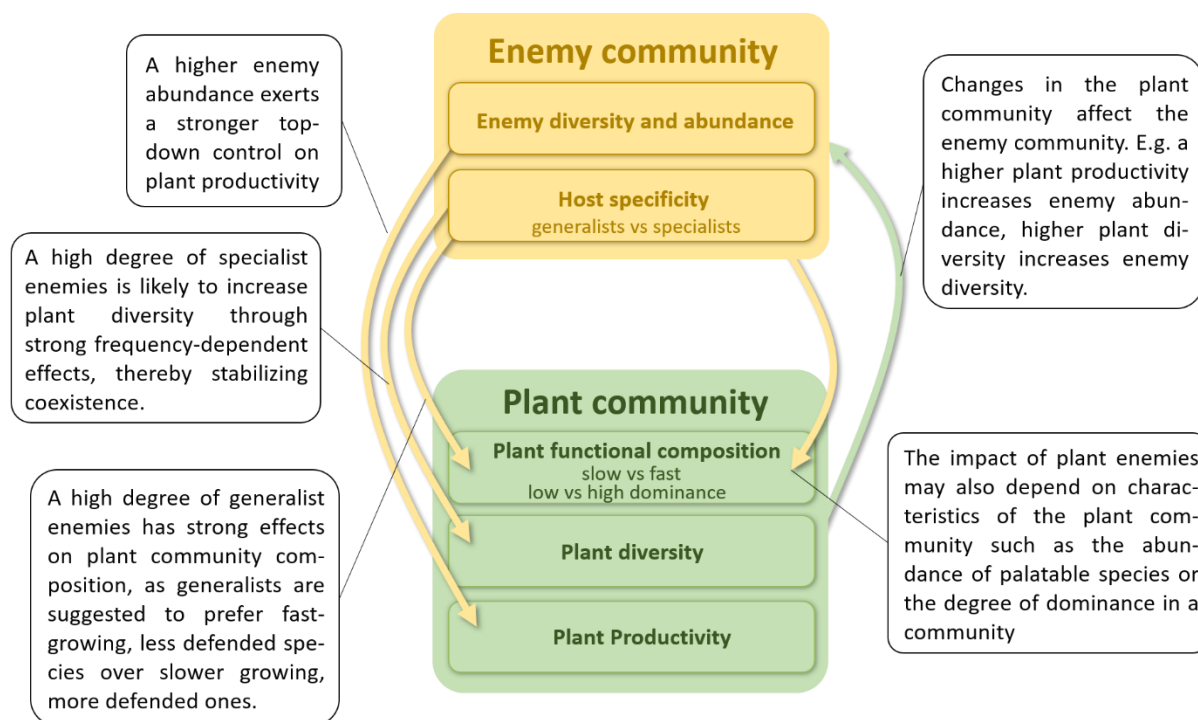 A higher enemy
abundance exerts
a stronger top-
down control on
plant productivity
A high degree of specialist
enemies is likely to increase
plant diversity through
strong frequency-dependent
effects, thereby stabilizing
coexistence.
A high degree of generalist
enemies has strong effects
on plant community com-
position, as generalists are
suggested to prefer fast-
growing, less defended spe-
cies over slower growing,
more defended ones.
Enemy community
Enemy diversity and abundance
Host specificity
generalists vs specialists
Plant community
Plant functional composition
slow vs fast
low vs high dominance
Plant diversity
Plant Productivity
Changes in the plant
community affect the
enemy community. E.g. a
higher plant productivity
increases enemy abun-
dance, higher plant di-
versity increases enemy
diversity.
The impact of plant enemies
may also depend on charac-
teristics of the plant com-
munity such as the abun-
dance of palatable species or
the degree of dominance in a
community